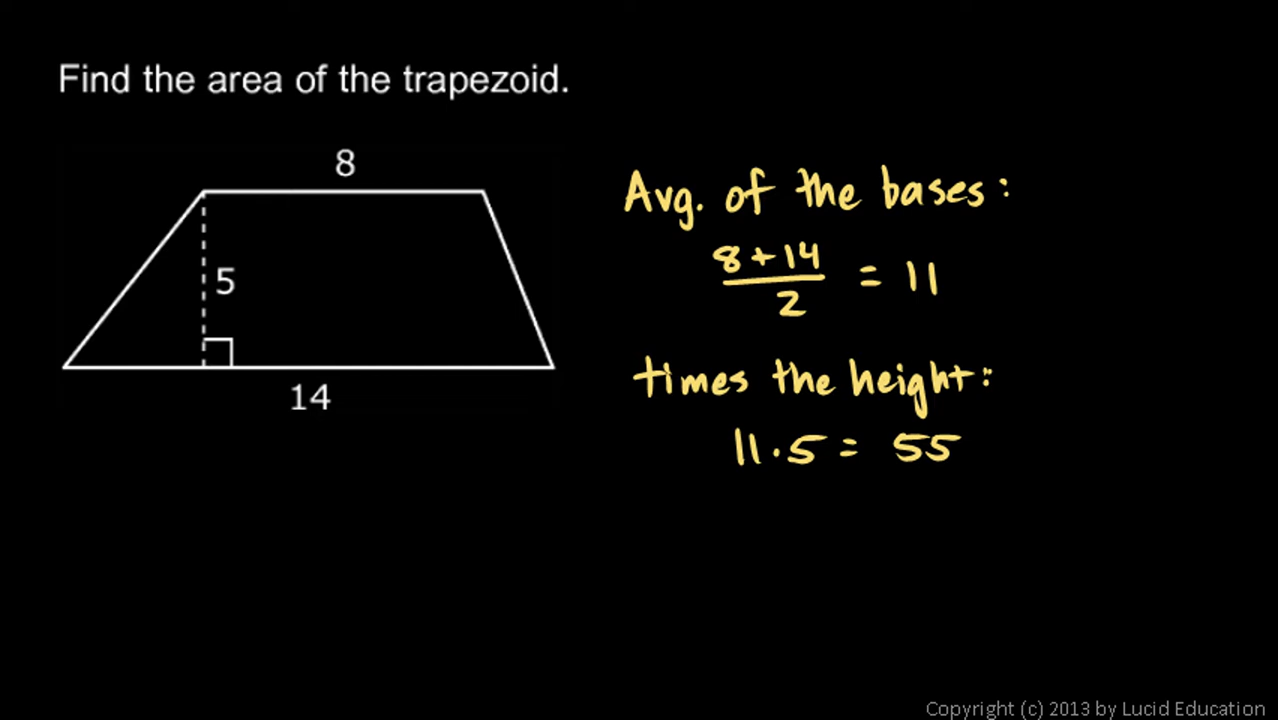 Find the area of the trapezoid.
8
5
14
Avg. of the bases:
8+14
2
= 11
times the height:
11·5 = 55
Copyright (c) 2013 by Lucid Education